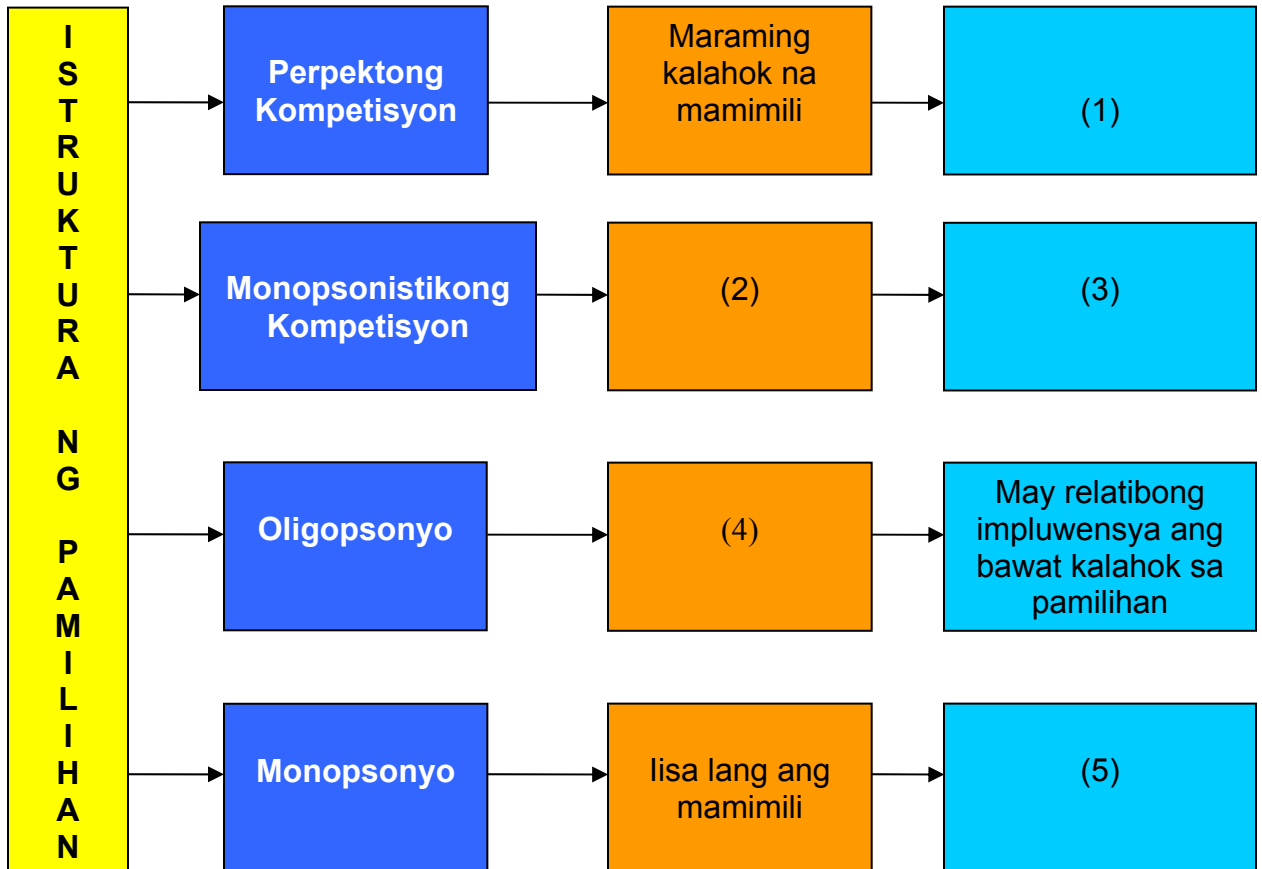 I
S
T
R
U
K
T
U
R
A
N
G
P
A
M
I
L
I
H
A
N
Perpektong
Kompetisyon
Maraming
kalahok na
mamimili
(1)
Monopsonistikong
Kompetisyon
(2)
(3)
Oligopsonyo
(4)
May relatibong
impluwensya ang
bawat kalahok sa
pamilihan
Monopsonyo
Iisa lang ang
mamimili
(5)